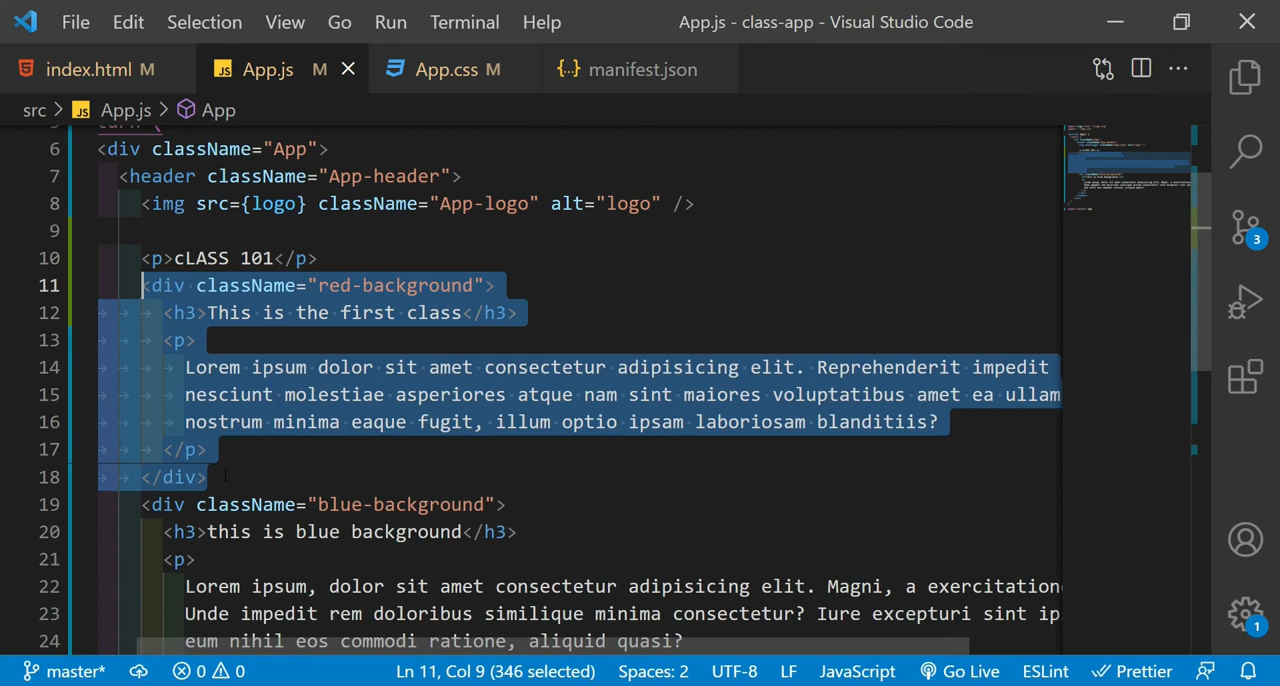 File Edit Selection View Go Run Terminal Help App.js - class-app - Visual Studio Code
index.html M App.js M App.css M manifest.json
src > App.js > App
6 <div className="App">
7 <header className="App-header">
8 <img src={logo} className="App-logo" alt="logo" />
9
10 <p>cLASS 101</p>
11 <div className="red-background">
12 <h3>This is the first class</h3>
13 <p>
14 Lorem ipsum dolor sit amet consectetur adipisicing elit. Reprehenderit impedit
15 nesciunt molestiae asperiores atque nam sint maiores voluptatibus amet ea ullam
16 nostrum minima eaque fugit, illum optio ipsam laboriosam blanditiis?
17 </p>
18 </div>
19 <div className="blue-background">
20 <h3>this is blue background</h3>
21 <p>
22 Lorem ipsum, dolor sit amet consectetur adipisicing elit. Magni, a exercitation
23 Unde impedit rem doloribus similique minima consectetur? Iure excepturi sint ip
24 eum nihil eos commodi ratione, aliquid quasi?
3
1
master* 0 0 Ln 11, Col 9 (346 selected) Spaces: 2 UTF-8 LF JavaScript Go Live ESLint Prettier